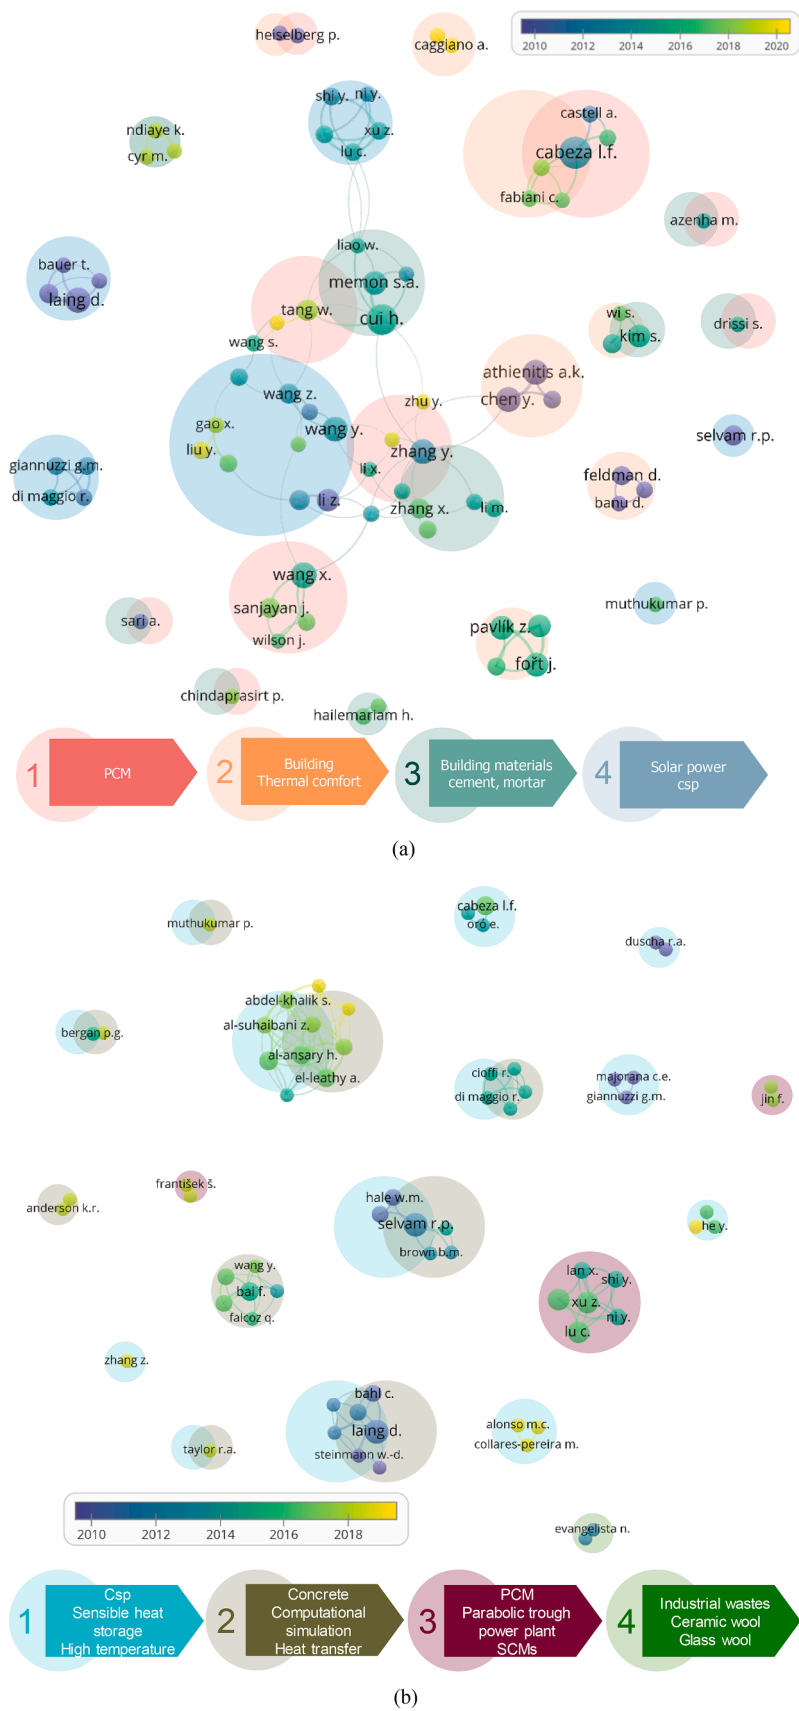 heiselberg p.
caggiano a.
2010 2012 2014 2016 2018 2020
shi y. ni y.
xu z.
lu c.
castell a.
cabeza l.f.
fabiani c.
ndiaye k.
cyr m.
azenha m.
liao w.
memon s.a.
cui h.
bauer t.
laing d.
tang w.
wang s.
wi s.
kim s.
drissi s.
athienitis a.k.
chen y.
wang z.
zhu y.
gao x.
wang y.
liu y.
zhang y.
li x.
selvam r.p.
giannuzzi g.m.
di maggio r.
feldman d.
banu d.
li z.
zhang x.
li m.
wang x.
sanjayan j.
wilson j.
muthukumar p.
sari a.
pavlík z.
fořt j.
chindaprasirt p.
hailemariam h.
1
PCM
2
Building
Thermal comfort
3
Building materials
cement, mortar
4
Solar power
csp
(a)
muthukumar p.
cabeza l.f.
oró e.
duscha r.a.
abdel-khalik s.
al-suhaibani z.
al-ansary h.
el-leathy a.
bergan p.g.
cioffi r.
di maggio r.
majorana c.e.
giannuzzi g.m.
jin f.
františek š.
anderson k.r.
hale w.m.
selvam r.p.
brown b.m.
he y.
wang y.
bai f.
falcoz q.
lan x.
shi y.
xu z.
ni y.
lu c.
zhang z.
bahl c.
laing d.
steinmann w.-d.
alonso m.c.
collares-pereira m.
taylor r.a.
2010 2012 2014 2016 2018
evangelista n.
1
Csp
Sensible heat
storage
High temperature
2
Concrete
Computational
simulation
Heat transfer
3
PCM
Parabolic trough
power plant
SCMs
4
Industrial wastes
Ceramic wool
Glass wool
(b)